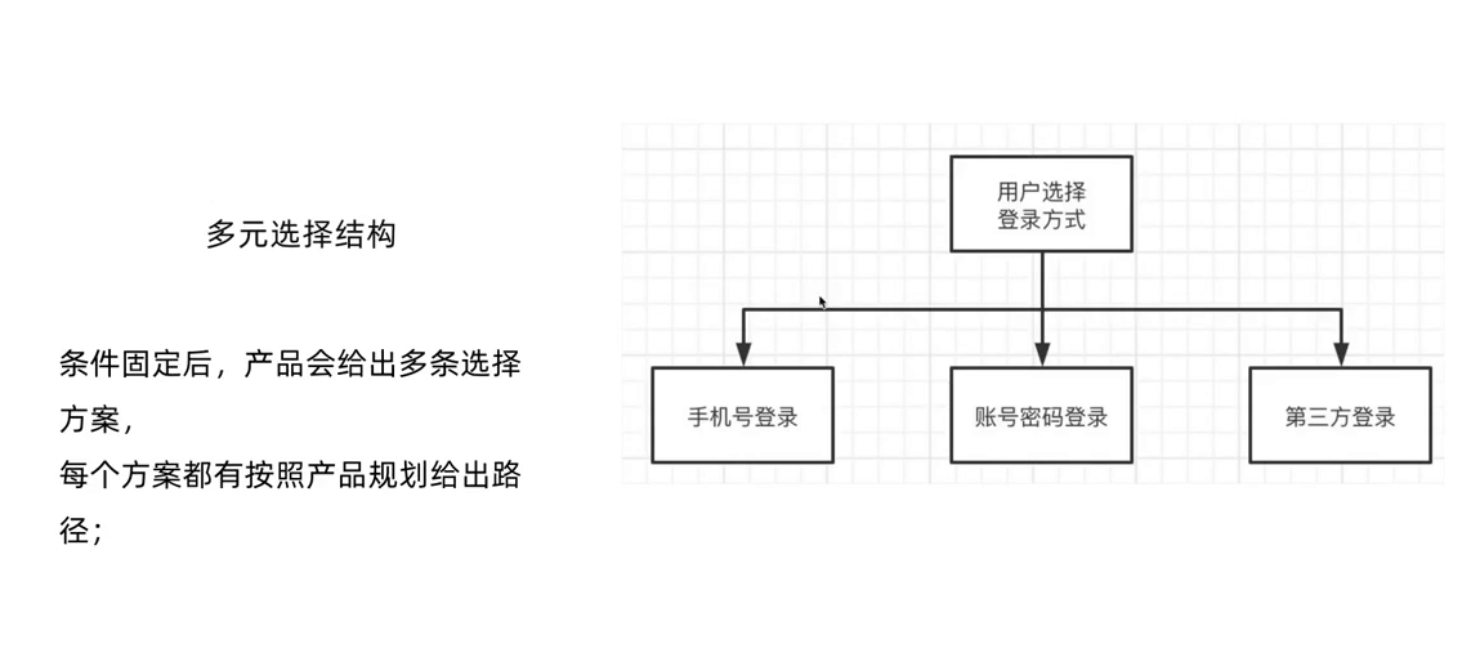 多元选择结构
条件固定后，产品会给出多条选择
方案，
每个方案都有按照产品规划给出路
径；
用户选择
登录方式
手机号登录
账号密码登录
第三方登录